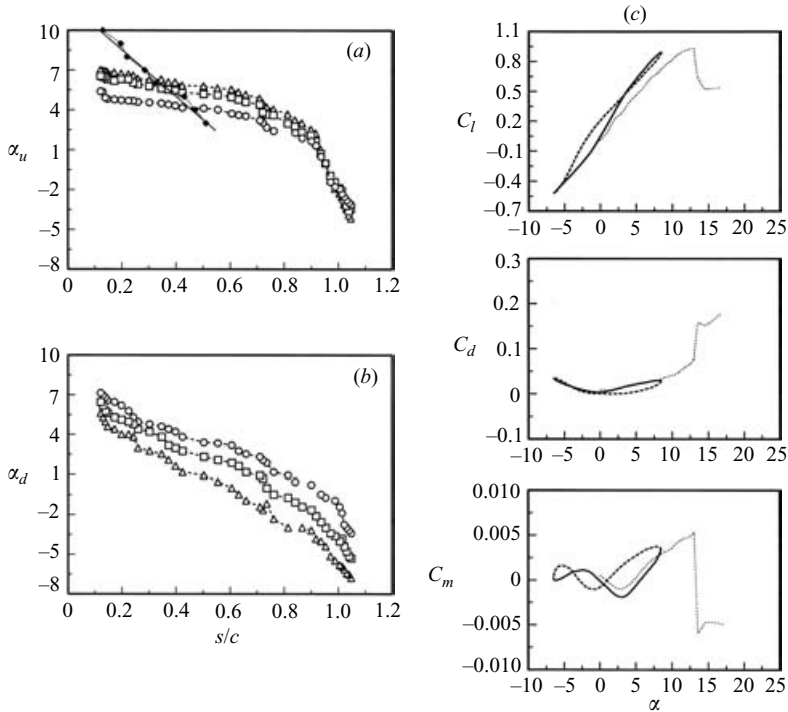 (a)
10
7
4
1
−2
−5
−8
α_u
0 0.2 0.4 0.6 0.8 1.0 1.2
(b)
10
7
4
1
−2
−5
−8
α_d
0 0.2 0.4 0.6 0.8 1.0 1.2
s/c
(c)
1.1
0.8
0.5
0.2
−0.1
−0.4
−0.7
C_l
−10 −5 0 5 10 15 20 25
0.3
0.2
0.1
0
−0.1
C_d
−10 −5 0 5 10 15 20 25
0.010
0.005
0
−0.005
−0.010
C_m
−10 −5 0 5 10 15 20 25
α